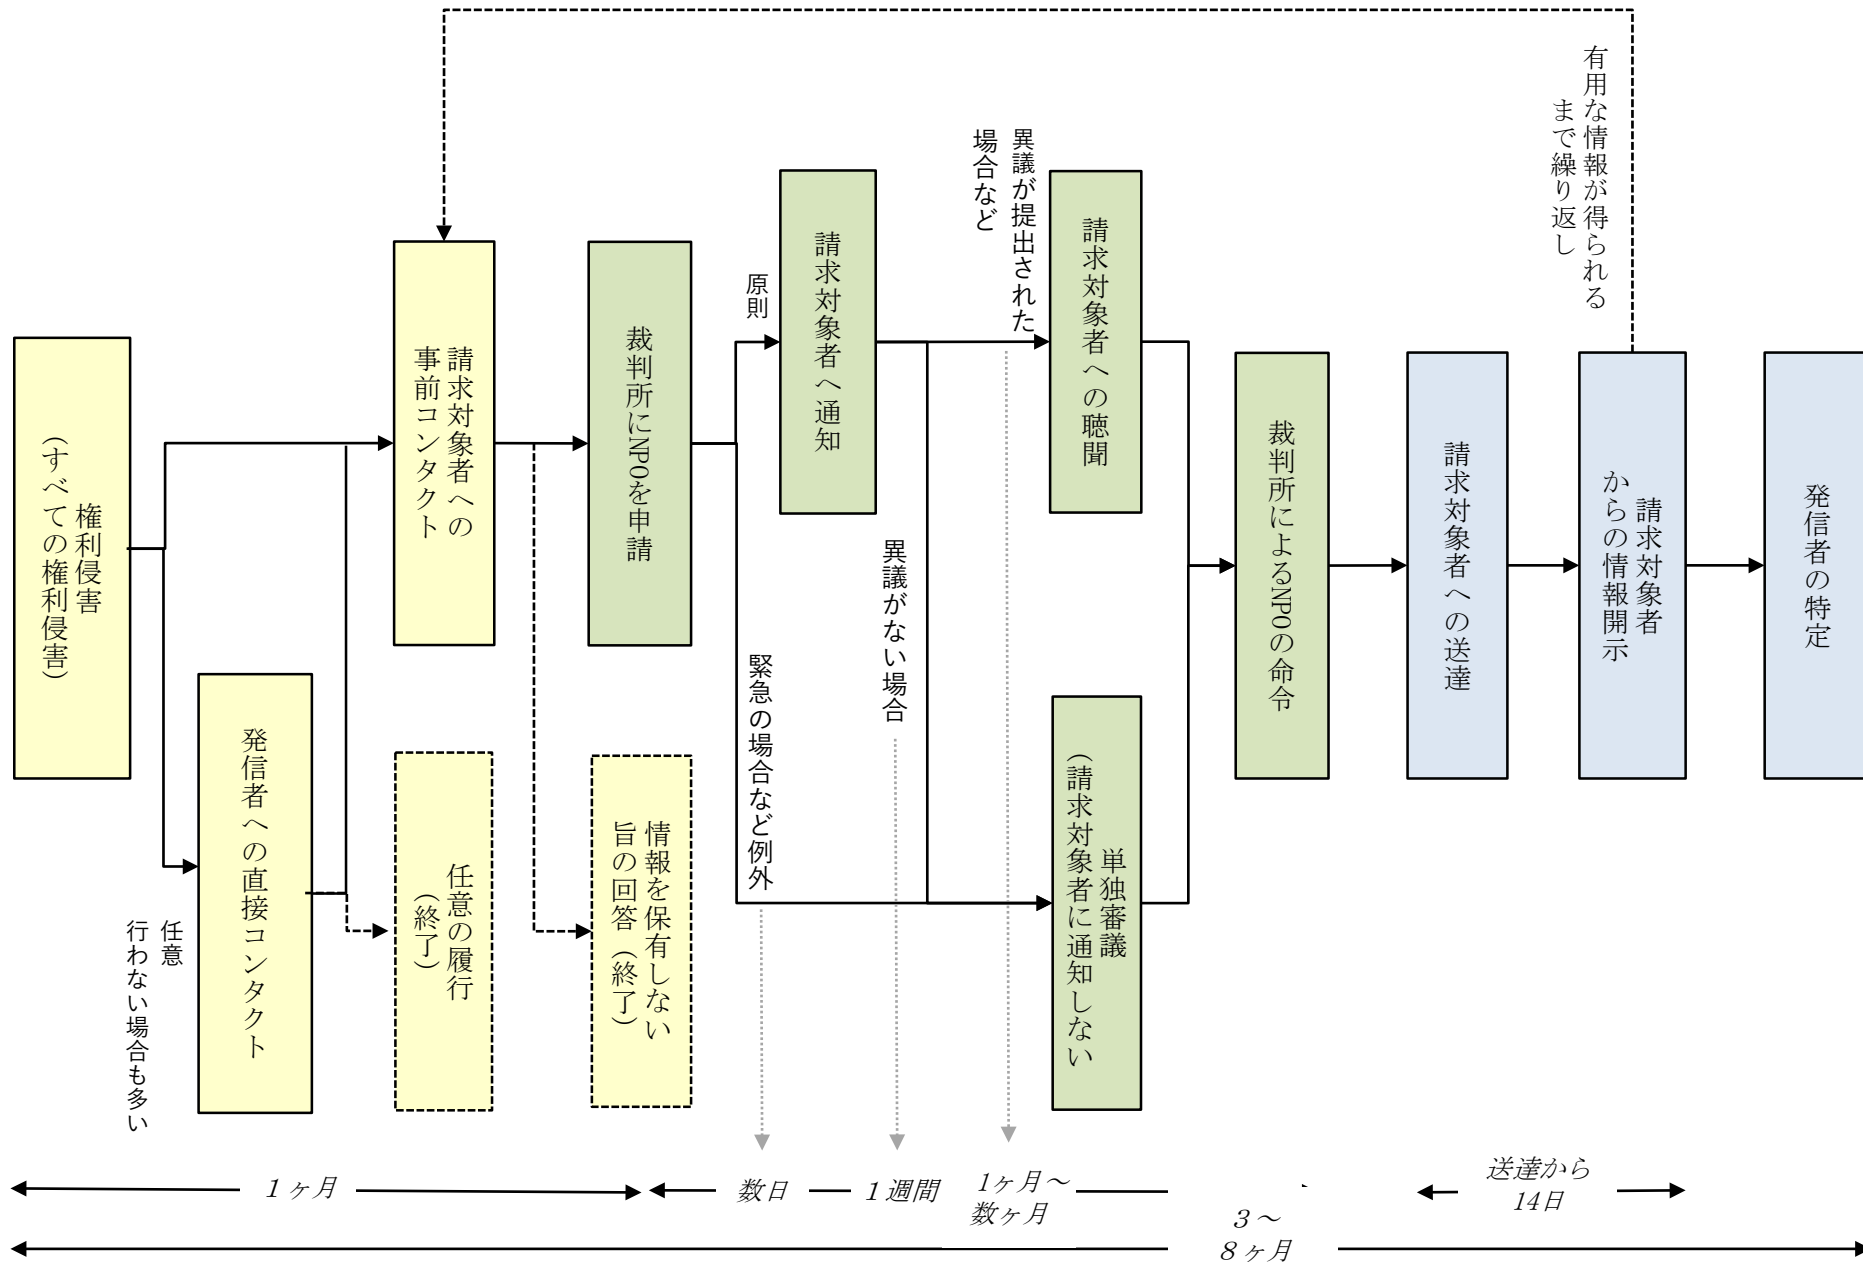 権利侵害
(すべての権利侵害)
任意
行わない場合も多い
発信者への直接コンタクト
請求対象者への
事前コンタクト
任意の履行
(終了)
裁判所にNPOを申請
情報を保有しない
旨の回答(終了)
原則
緊急の場合など例外
請求対象者へ通知
異議がない場合
異議が提出された
場合など
請求対象者への聴聞
単独審議
(請求対象者に通知しない
裁判所によるNPOの命令
請求対象者への送達
請求対象者
からの情報開示
有用な情報が得られる
まで繰り返し
発信者の特定
1ヶ月
数日
1週間
1ヶ月～
数ヶ月
送達から
14日
3～
8ヶ月